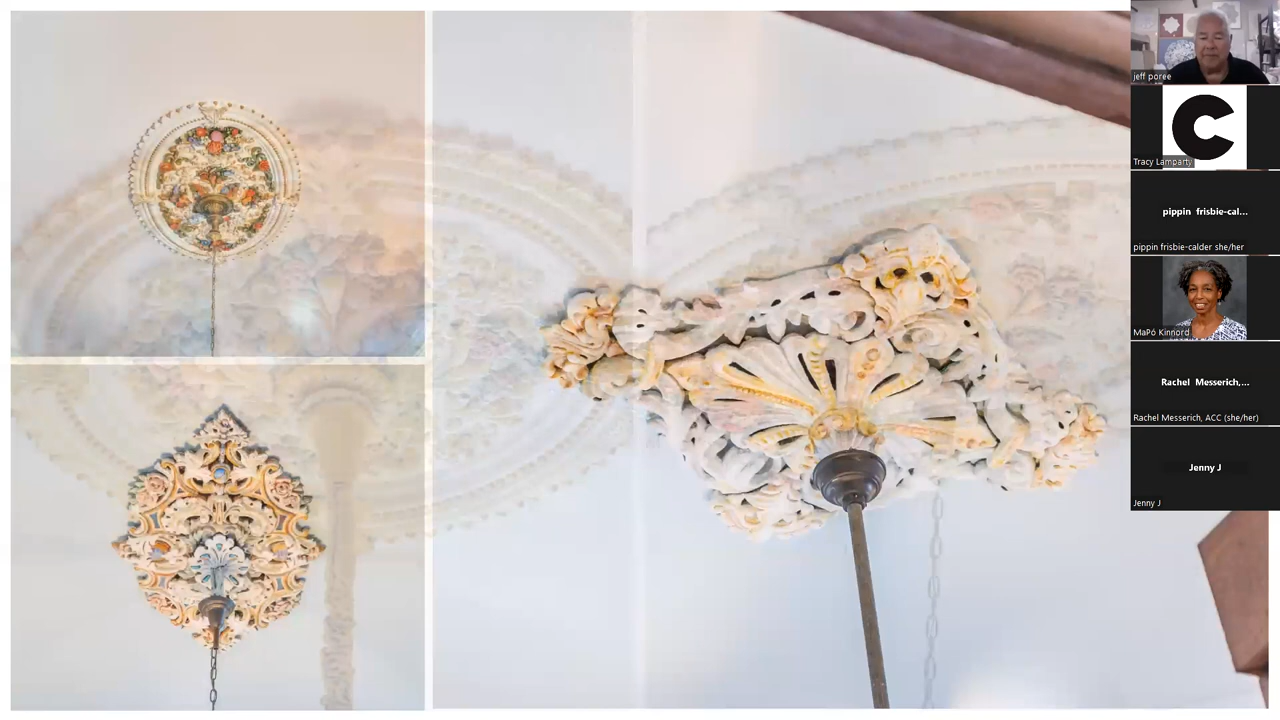 jeff poree
C
Tracy Lamparty
pippin frisbie-cal...
pippin frisbie-calder she/her
MaPó Kinnord
Rachel Messerich,...
Rachel Messerich, ACC (she/her)
Jenny J
Jenny J